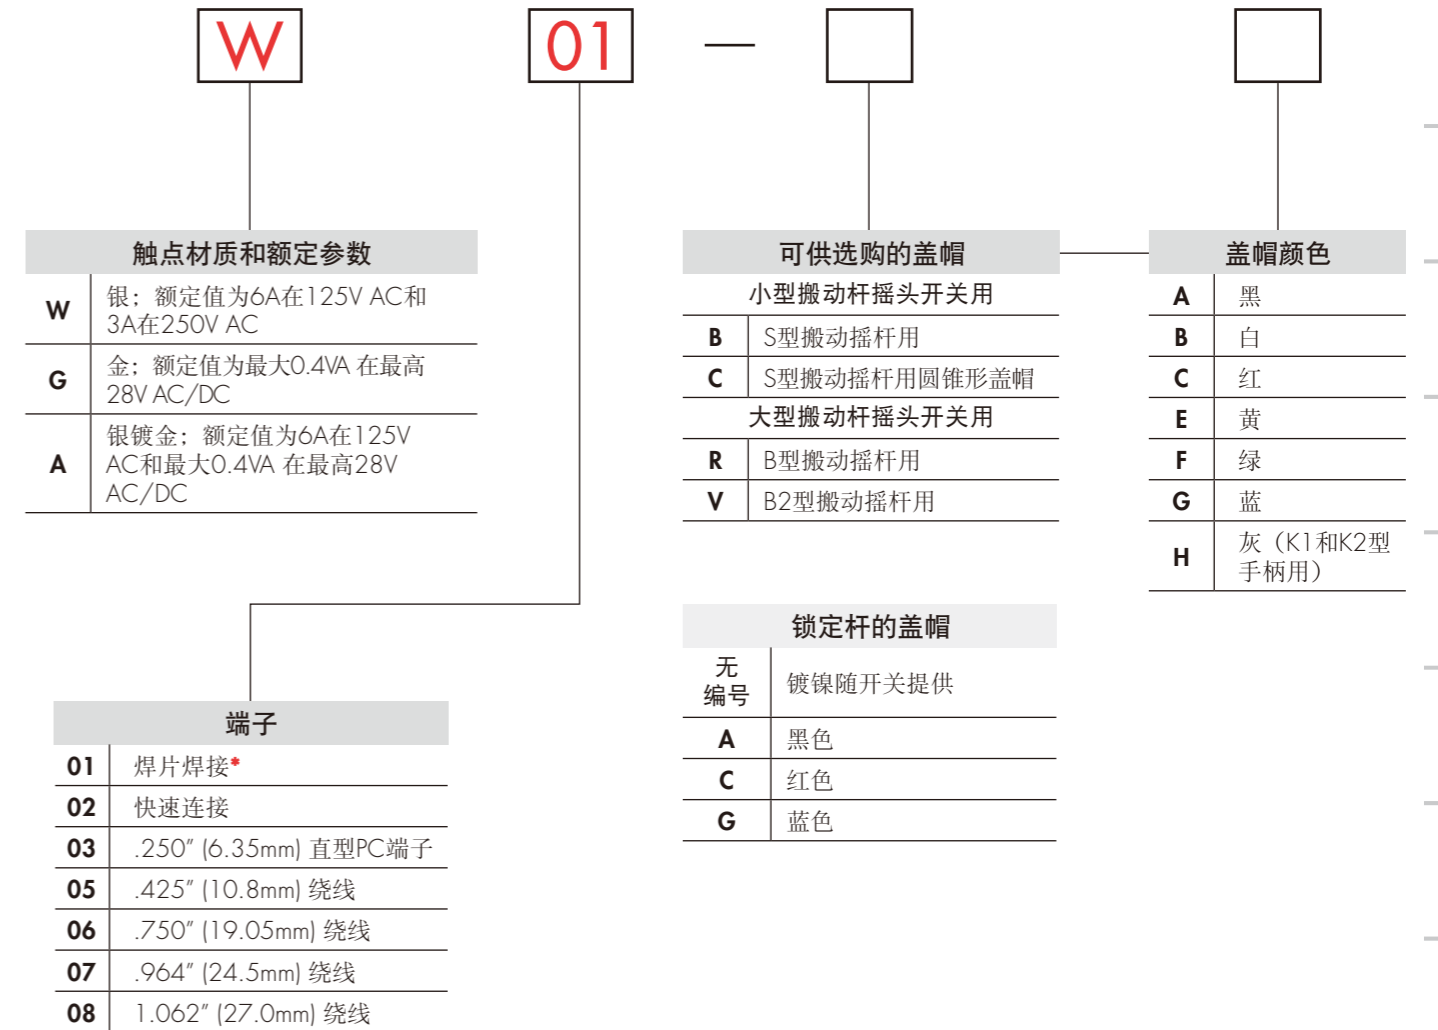 W 01 —
触点材质和额定参数
W 银；额定值为6A在125V AC和
3A在250V AC
G 金；额定值为最大0.4VA 在最高
28V AC/DC
A 银镀金；额定值为6A在125V
AC和最大0.4VA 在最高28V
AC/DC
端子
01 焊片焊接*
02 快速连接
03 .250" (6.35mm) 直型PC端子
05 .425" (10.8mm) 绕线
06 .750" (19.05mm) 绕线
07 .964" (24.5mm) 绕线
08 1.062" (27.0mm) 绕线
可供选购的盖帽
小型搬动杆摇头开关用
B S型搬动摇杆用
C S型搬动摇杆用圆锥形盖帽
大型搬动杆摇头开关用
R B型搬动摇杆用
V B2型搬动摇杆用
锁定杆的盖帽
无
编号 镀镍随开关提供
A 黑色
C 红色
G 蓝色
盖帽颜色
A 黑
B 白
C 红
E 黄
F 绿
G 蓝
H 灰（K1和K2型
手柄用）